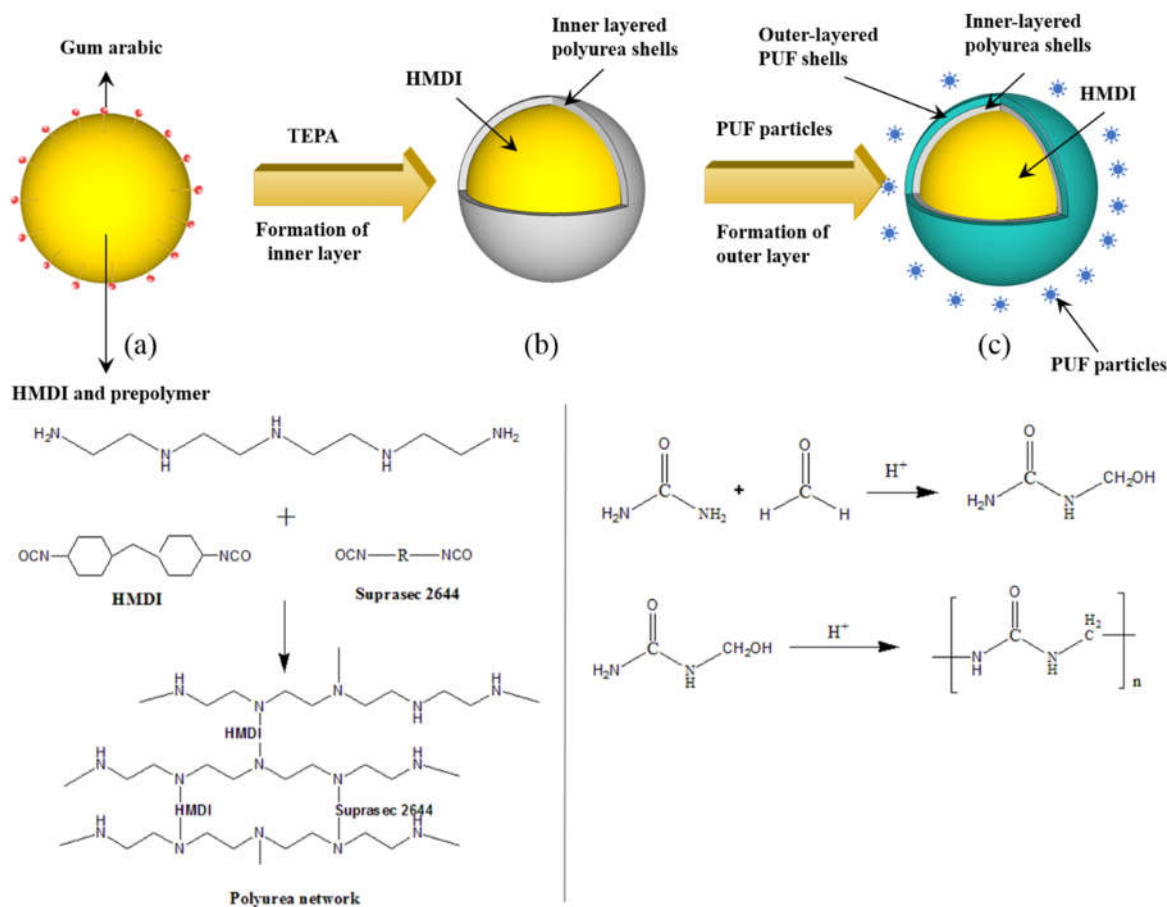 Gum arabic
HMDI and prepolymer
(a)
TEPA
Formation of
inner layer
Inner layered
polyurea shells
HMDI
(b)
PUF particles
Formation of
outer layer
Outer-layered
PUF shells
Inner-layered
polyurea shells
HMDI
(c)
PUF particles
H2N
N
H
H
N
N
H
NH2
+
OCN
NCO
HMDI
OCN
R
NCO
Suprasec 2644
H
N
N
N
N
H
H
N
HMDI
H
N
N
N
N
H
N
HMDI
Suprasec 2644
H
N
N
N
N
H
N
Polyurea network
O
C
H2N
NH2
+
O
C
H
H
H+
O
C
H2N
N
H
CH2OH
O
C
H2N
N
H
CH2OH
H+
O
C
N
H
N
H
H2
C
n